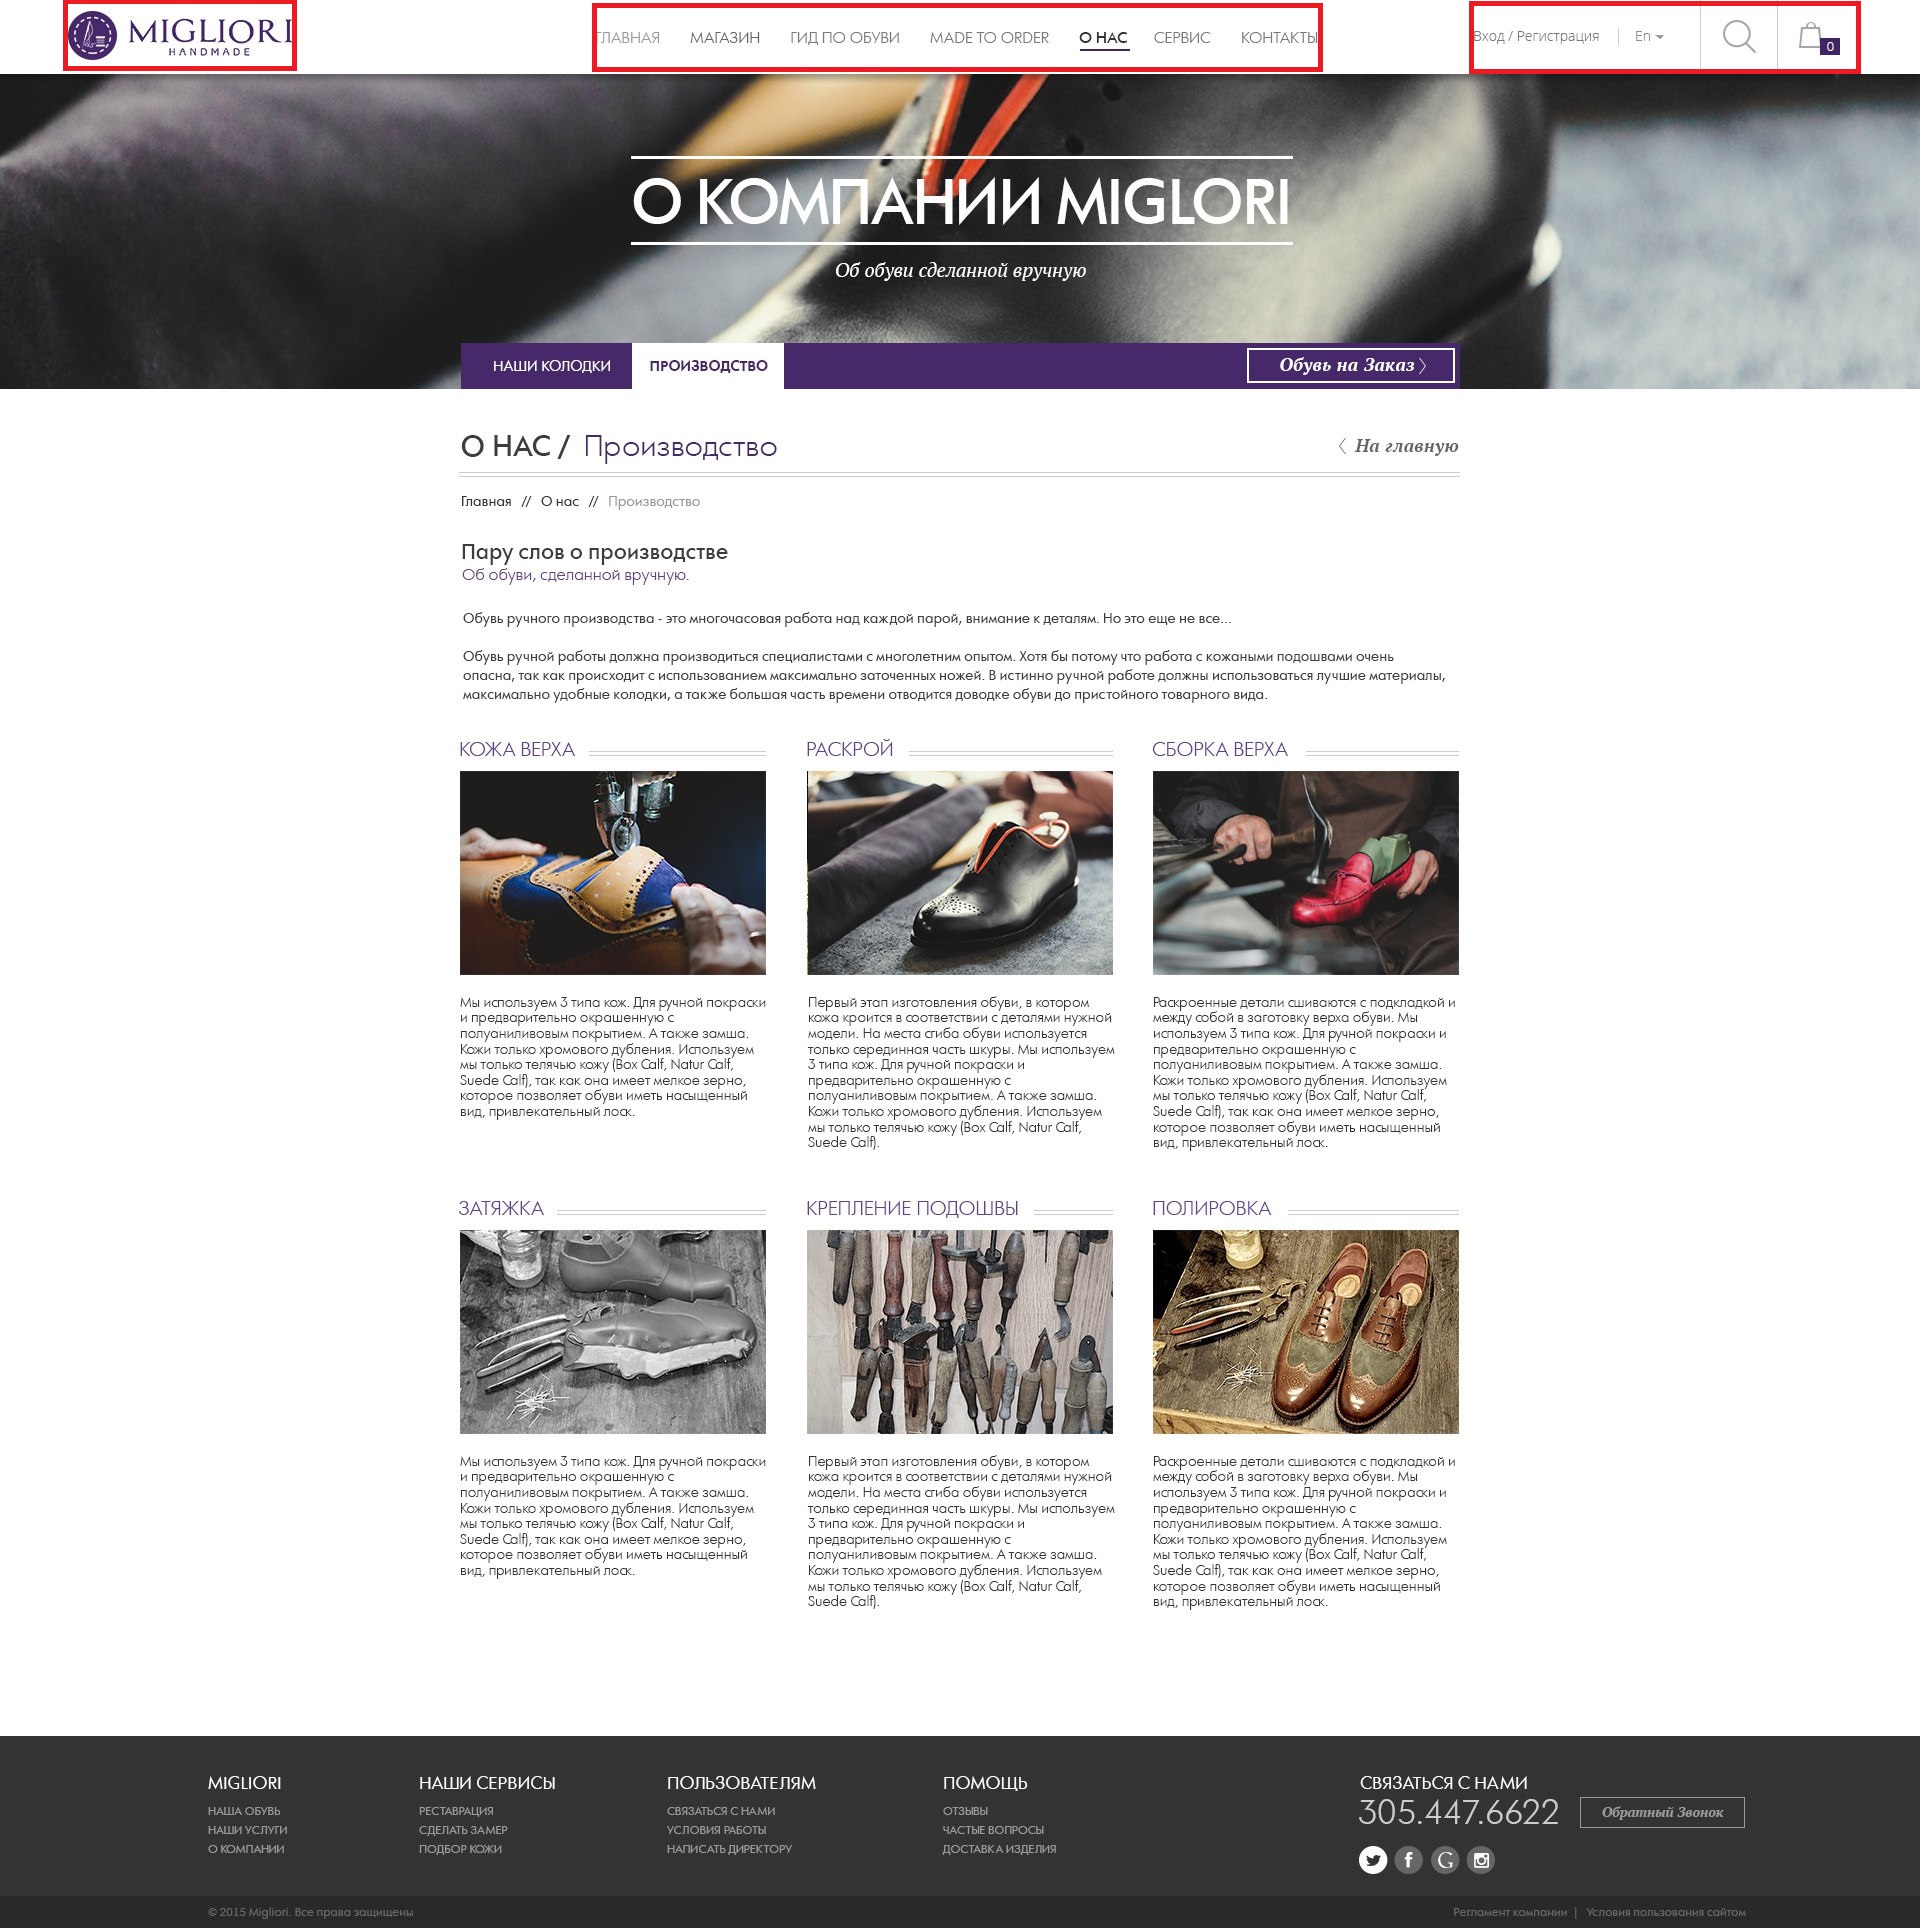 MIGLIORI
HANDMADE
ГЛАВНАЯ МАГАЗИН ГИД ПО ОБУВИ MADE TO ORDER О НАС СЕРВИС КОНТАКТЫ
Вход / Регистрация En 0
О КОМПАНИИ MIGLORI
Об обуви сделанной вручную
НАШИ КОЛОДКИ ПРОИЗВОДСТВО Обувь на Заказ
О НАС / Производство На главную
Главная // О нас // Производство
Пару слов о производстве
Об обуви, сделанной вручную.
Обувь ручного производства - это многочасовая работа над каждой парой, внимание к деталям. Но это еще не все...
Обувь ручной работы должна производиться специалистами с многолетним опытом. Хотя бы потому что работа с кожаными подошвами очень
опасна, так как происходит с использованием максимально заточенных ножей. В истинно ручной работе должны использоваться лучшие материалы,
максимально удобные колодки, а также большая часть времени отводится доводке обуви до пристойного товарного вида.
КОЖА ВЕРХА
Мы используем 3 типа кож. Для ручной покраски
и предварительно окрашенную с
полуаниливовым покрытием. А также замша.
Кожи только хромового дубления. Используем
мы только телячью кожу (Box Calf, Natur Calf,
Suede Calf), так как она имеет мелкое зерно,
которое позволяет обуви иметь насыщенный
вид, привлекательный лоск.
РАСКРОЙ
Первый этап изготовления обуви, в котором
кожа кроится в соответствии с деталями нужной
модели. На места сгиба обуви используется
только серединная часть шкуры. Мы используем
3 типа кож. Для ручной покраски и
предварительно окрашенную с
полуаниливовым покрытием. А также замша.
Кожи только хромового дубления. Используем
мы только телячью кожу (Box Calf, Natur Calf,
Suede Calf).
СБОРКА ВЕРХА
Раскроенные детали сшиваются с подкладкой и
между собой в заготовку верха обуви. Мы
используем 3 типа кож. Для ручной покраски и
предварительно окрашенную с
полуаниливовым покрытием. А также замша.
Кожи только хромового дубления. Используем
мы только телячью кожу (Box Calf, Natur Calf,
Suede Calf), так как она имеет мелкое зерно,
которое позволяет обуви иметь насыщенный
вид, привлекательный лоск.
ЗАТЯЖКА
Мы используем 3 типа кож. Для ручной покраски
и предварительно окрашенную с
полуаниливовым покрытием. А также замша.
Кожи только хромового дубления. Используем
мы только телячью кожу (Box Calf, Natur Calf,
Suede Calf), так как она имеет мелкое зерно,
которое позволяет обуви иметь насыщенный
вид, привлекательный лоск.
КРЕПЛЕНИЕ ПОДОШВЫ
Первый этап изготовления обуви, в котором
кожа кроится в соответствии с деталями нужной
модели. На места сгиба обуви используется
только серединная часть шкуры. Мы используем
3 типа кож. Для ручной покраски и
предварительно окрашенную с
полуаниливовым покрытием. А также замша.
Кожи только хромового дубления. Используем
мы только телячью кожу (Box Calf, Natur Calf,
Suede Calf).
ПОЛИРОВКА
Раскроенные детали сшиваются с подкладкой и
между собой в заготовку верха обуви. Мы
используем 3 типа кож. Для ручной покраски и
предварительно окрашенную с
полуаниливовым покрытием. А также замша.
Кожи только хромового дубления. Используем
мы только телячью кожу (Box Calf, Natur Calf,
Suede Calf), так как она имеет мелкое зерно,
которое позволяет обуви иметь насыщенный
вид, привлекательный лоск.
MIGLIORI
НАША ОБУВЬ
НАШИ УСЛУГИ
О КОМПАНИИ
НАШИ СЕРВИСЫ
РЕСТАВРАЦИЯ
СДЕЛАТЬ ЗАМЕР
ПОДБОР КОЖИ
ПОЛЬЗОВАТЕЛЯМ
СВЯЗАТЬСЯ С НАМИ
УСЛОВИЯ РАБОТЫ
НАПИСАТЬ ДИРЕКТОРУ
ПОМОЩЬ
ОТЗЫВЫ
ЧАСТЫЕ ВОПРОСЫ
ДОСТАВКА ИЗДЕЛИЯ
СВЯЗАТЬСЯ С НАМИ
305.447.6622 Обратный Звонок
© 2015 Migliori. Все права защищены
Регламент компании | Условия пользования сайтом